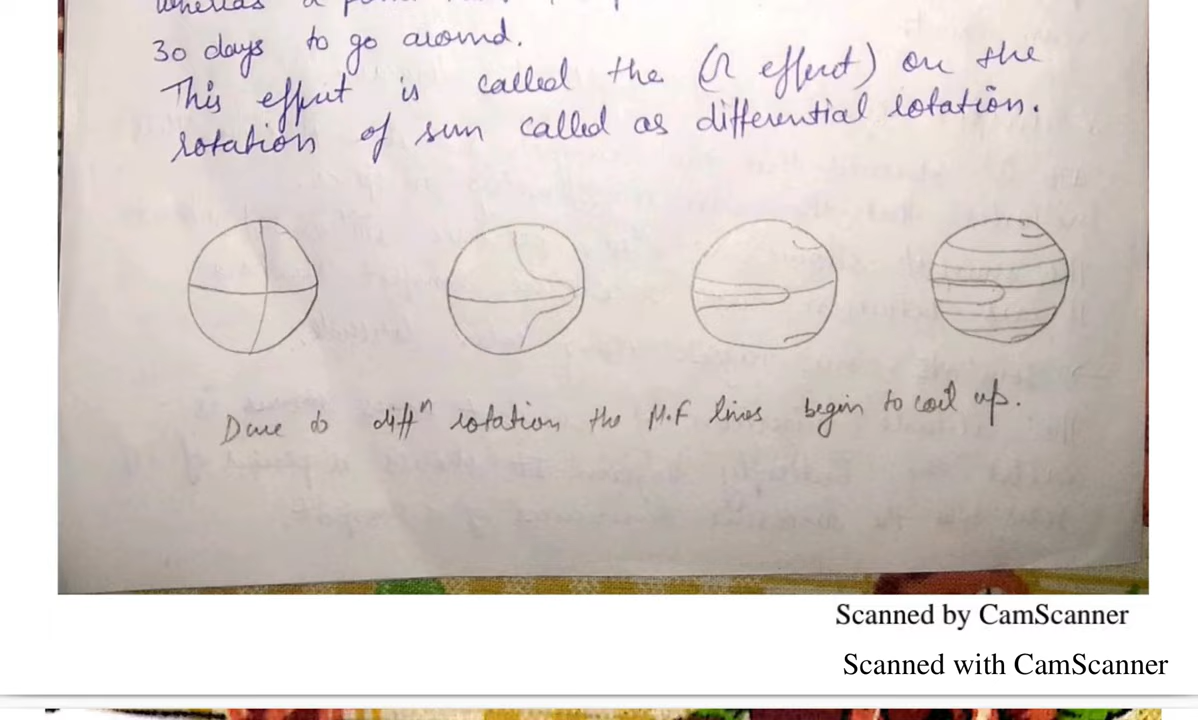 whereas a
30 days to go around.
This effect is called the (Ω effect) on the
rotation of sun called as differential rotation.
Due to diffⁿ rotation the M.F lines begin to coil up.
Scanned by CamScanner
Scanned with CamScanner